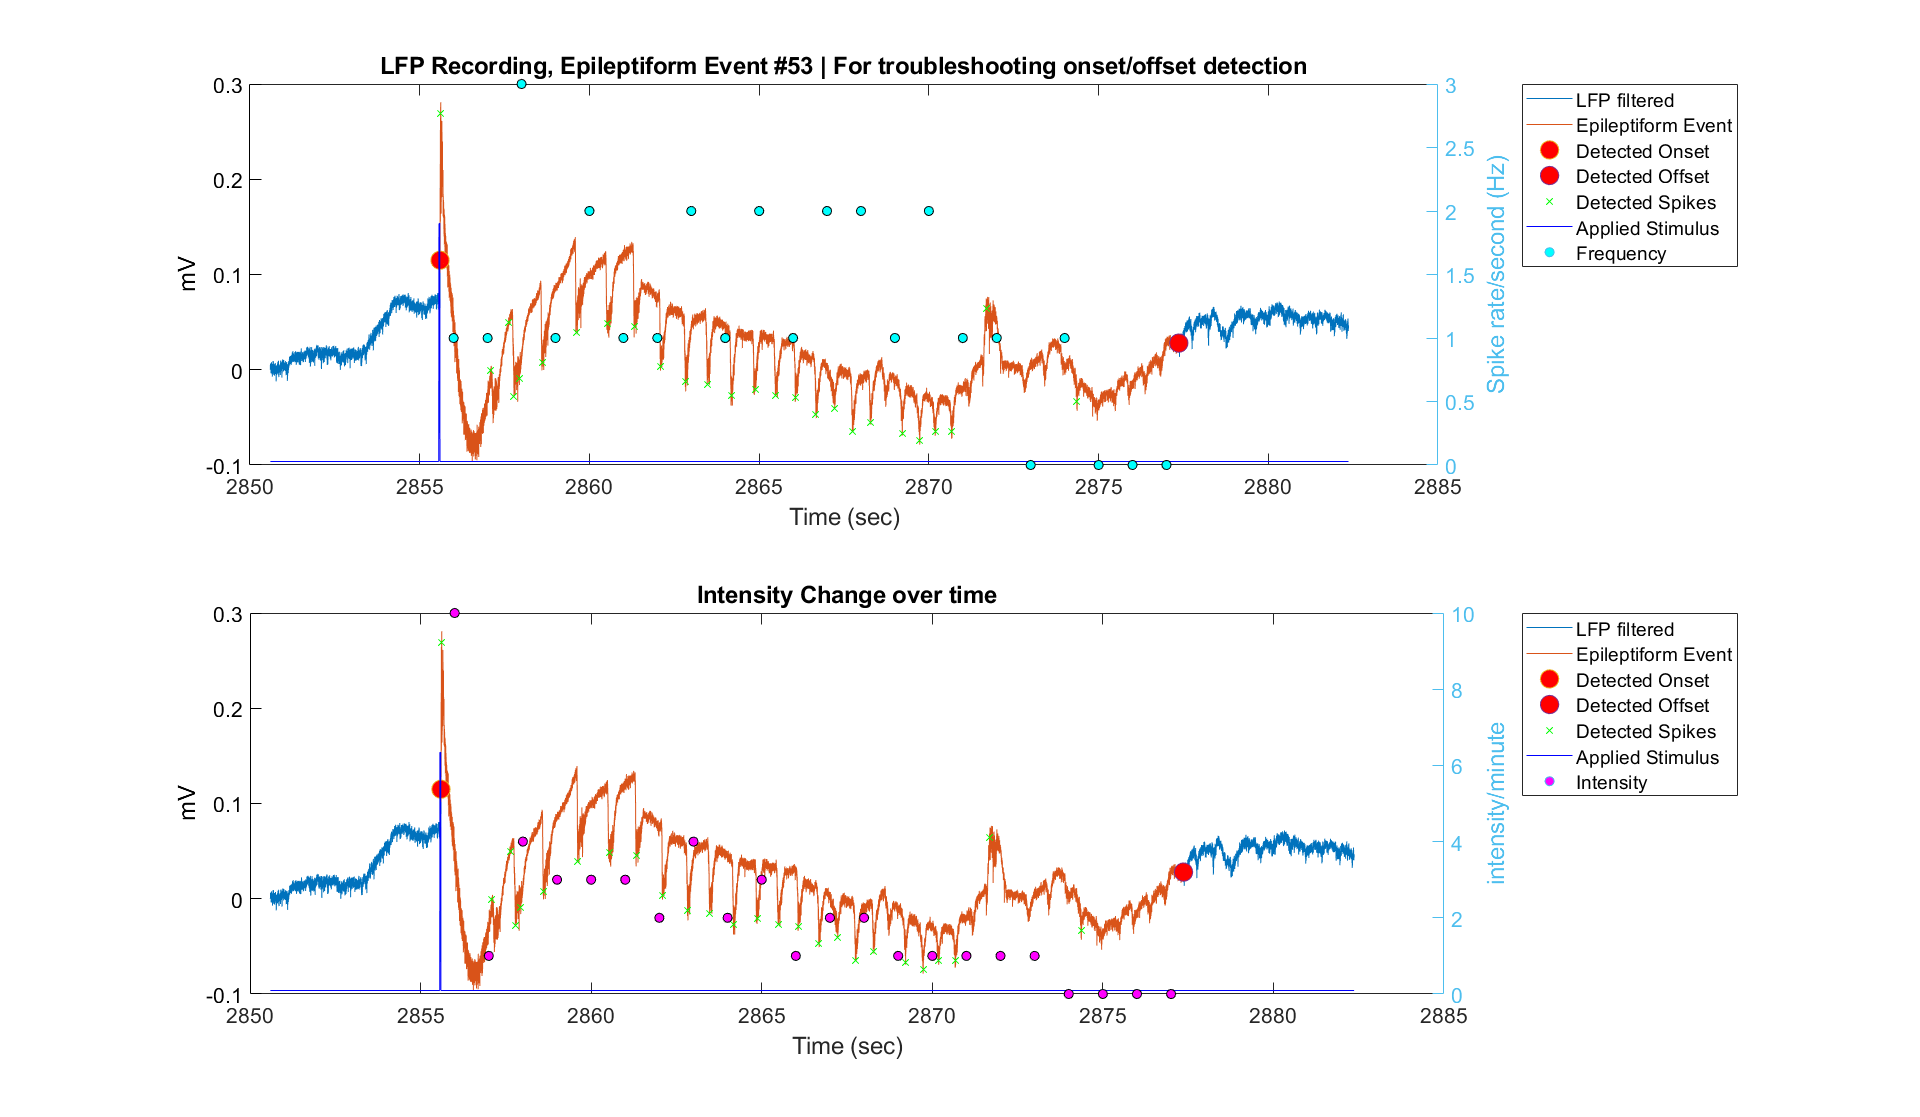 LFP Recording, Epileptiform Event #53 | For troubleshooting onset/offset detection
0.3
0.2
0.1
0
-0.1
mV
2850
2855
2860
2865
2870
2875
2880
2885
Time (sec)
3
2.5
2
1.5
1
0.5
0
Spike rate/second (Hz)
LFP filtered
Epileptiform Event
Detected Onset
Detected Offset
Detected Spikes
Applied Stimulus
Frequency
Intensity Change over time
0.3
0.2
0.1
0
-0.1
mV
2850
2855
2860
2865
2870
2875
2880
2885
Time (sec)
10
8
6
4
2
0
intensity/minute
LFP filtered
Epileptiform Event
Detected Onset
Detected Offset
Detected Spikes
Applied Stimulus
Intensity